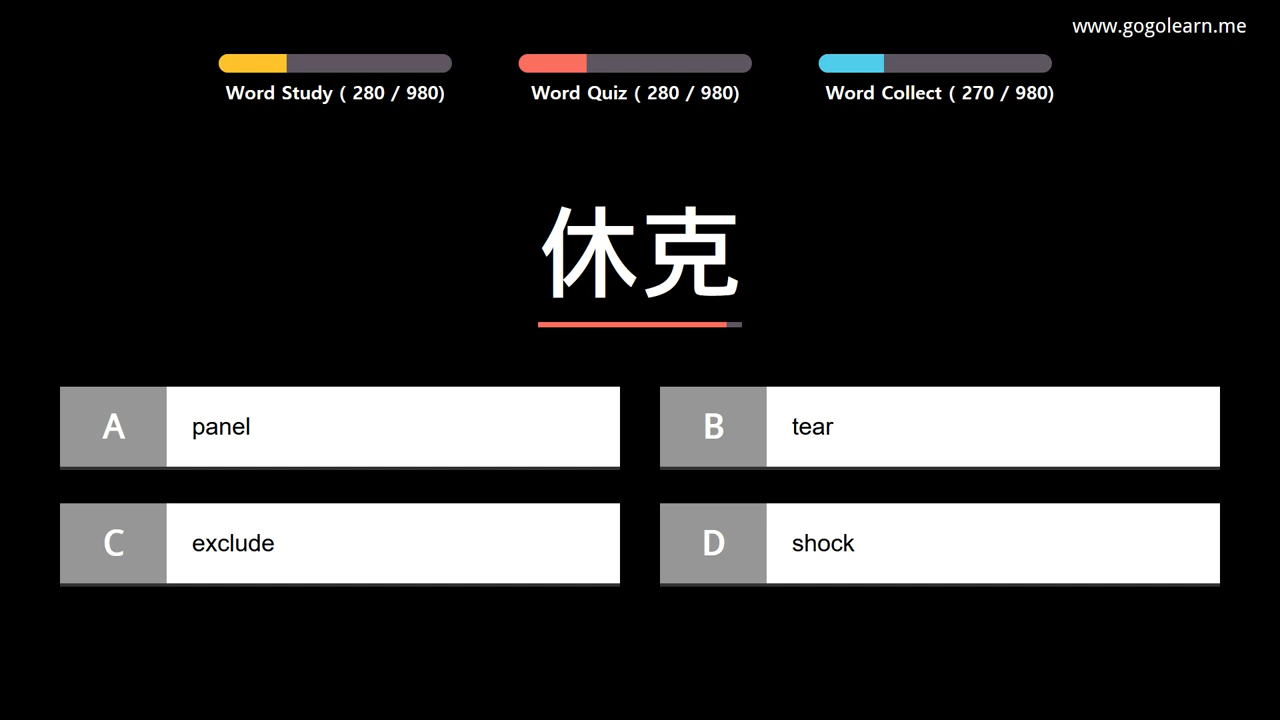 www.gogolearn.me
Word Study ( 280 / 980)
Word Quiz ( 280 / 980)
Word Collect ( 270 / 980)
休克
A panel
B tear
C exclude
D shock